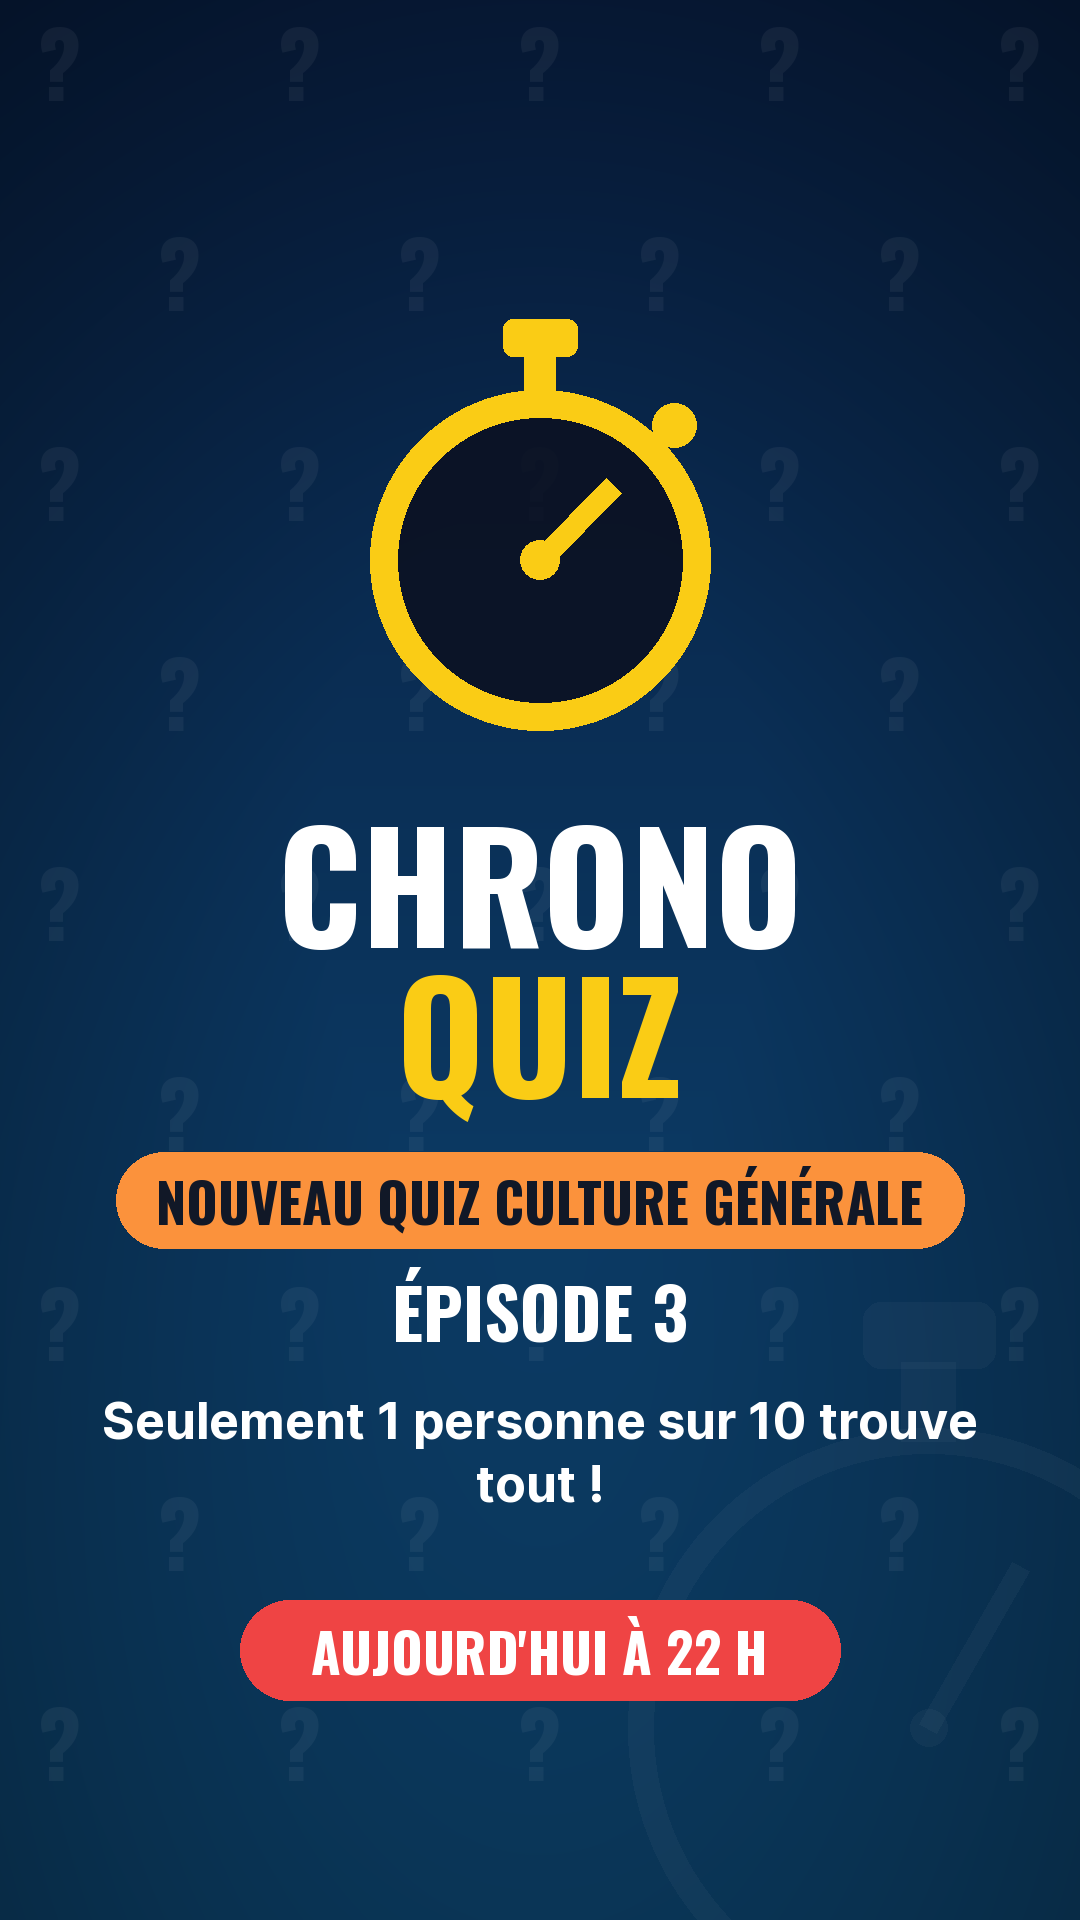 CHRONO
QUIZ
NOUVEAU QUIZ CULTURE GÉNÉRALE
ÉPISODE 3
Seulement 1 personne sur 10 trouve
tout !
AUJOURD'HUI À 22 H